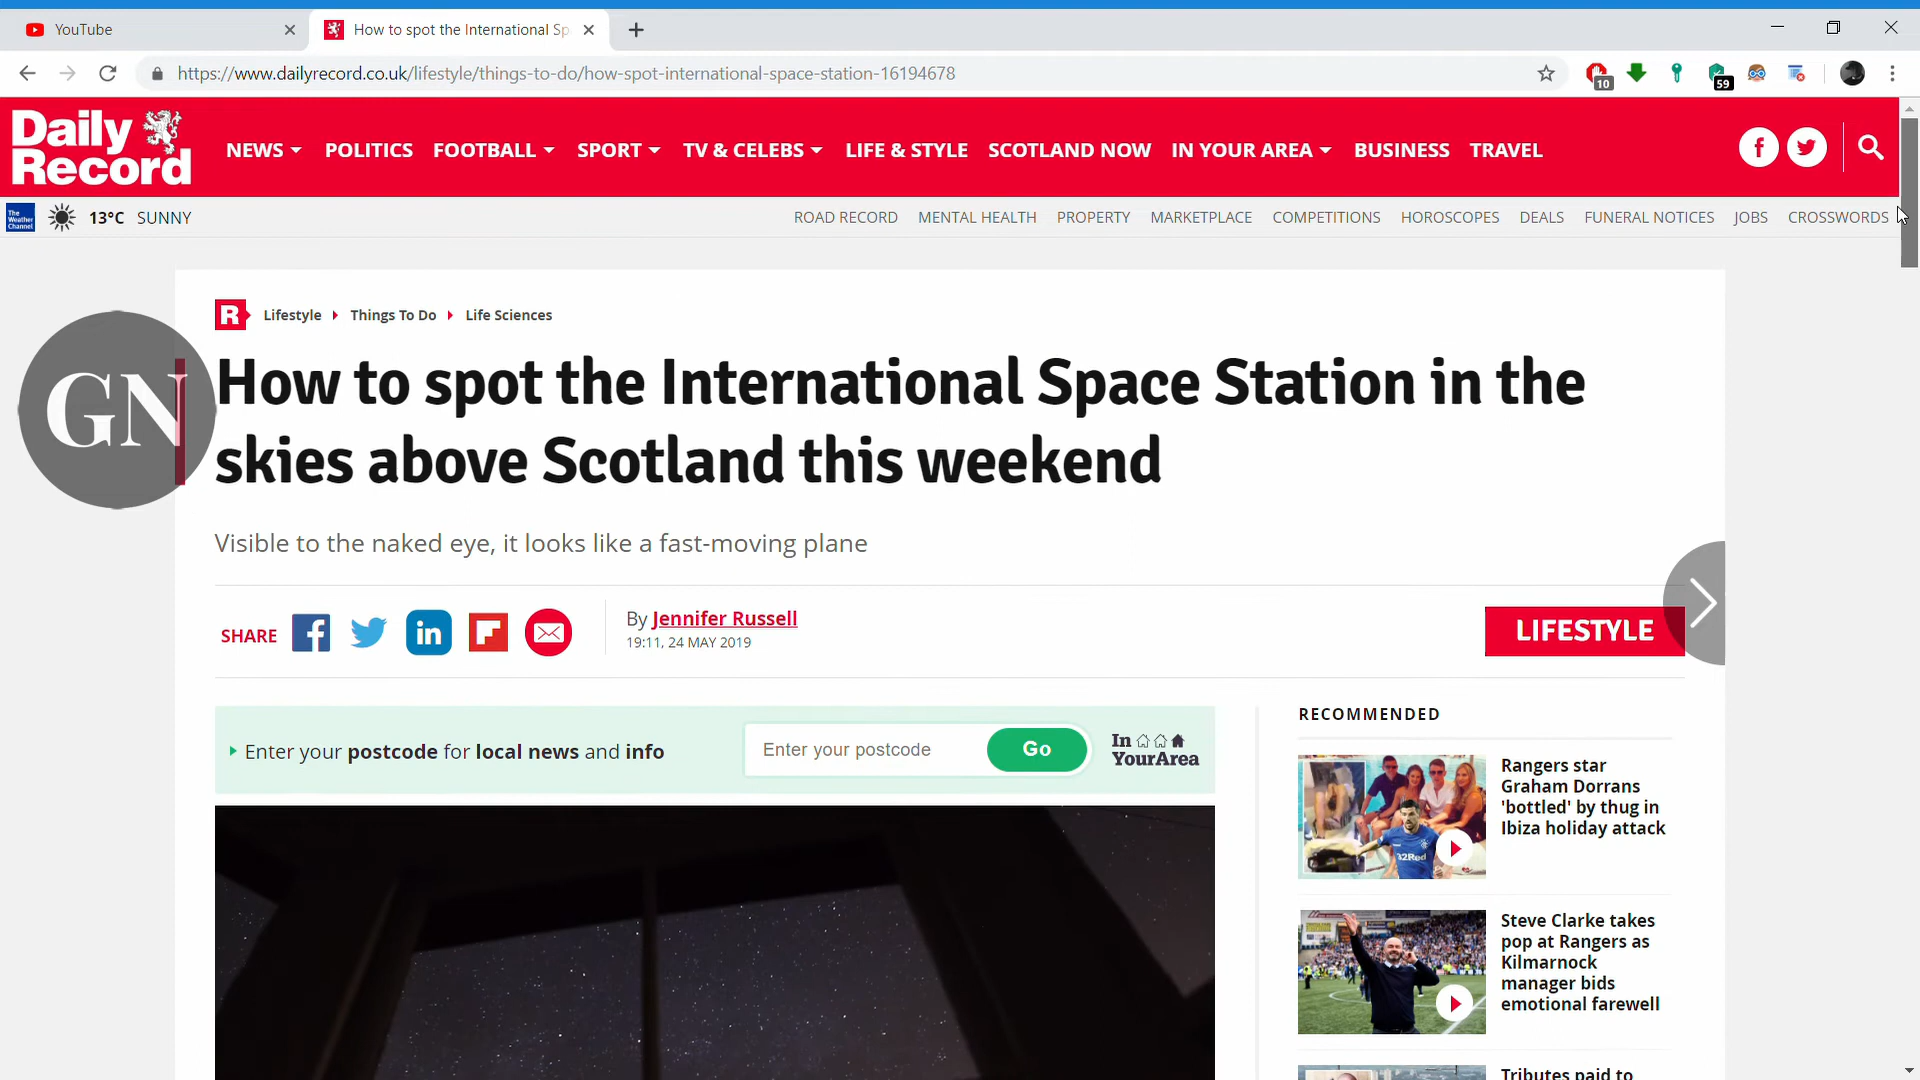 YouTube
How to spot the International Sp
https://www.dailyrecord.co.uk/lifestyle/things-to-do/how-spot-international-space-station-16194678
10
59
Daily
Record
NEWS
POLITICS
FOOTBALL
SPORT
TV & CELEBS
LIFE & STYLE
SCOTLAND NOW
IN YOUR AREA
BUSINESS
TRAVEL
The
Weather
Channel
13°C SUNNY
ROAD RECORD
MENTAL HEALTH
PROPERTY
MARKETPLACE
COMPETITIONS
HOROSCOPES
DEALS
FUNERAL NOTICES
JOBS
CROSSWORDS
R
Lifestyle
Things To Do
Life Sciences
GN
How to spot the International Space Station in the
skies above Scotland this weekend
Visible to the naked eye, it looks like a fast-moving plane
SHARE
By Jennifer Russell
19:11, 24 MAY 2019
LIFESTYLE
Enter your postcode for local news and info
Enter your postcode
Go
In
YourArea
RECOMMENDED
Rangers star
Graham Dorrans
'bottled' by thug in
Ibiza holiday attack
32Red
Steve Clarke takes
pop at Rangers as
Kilmarnock
manager bids
emotional farewell
Tributes paid to